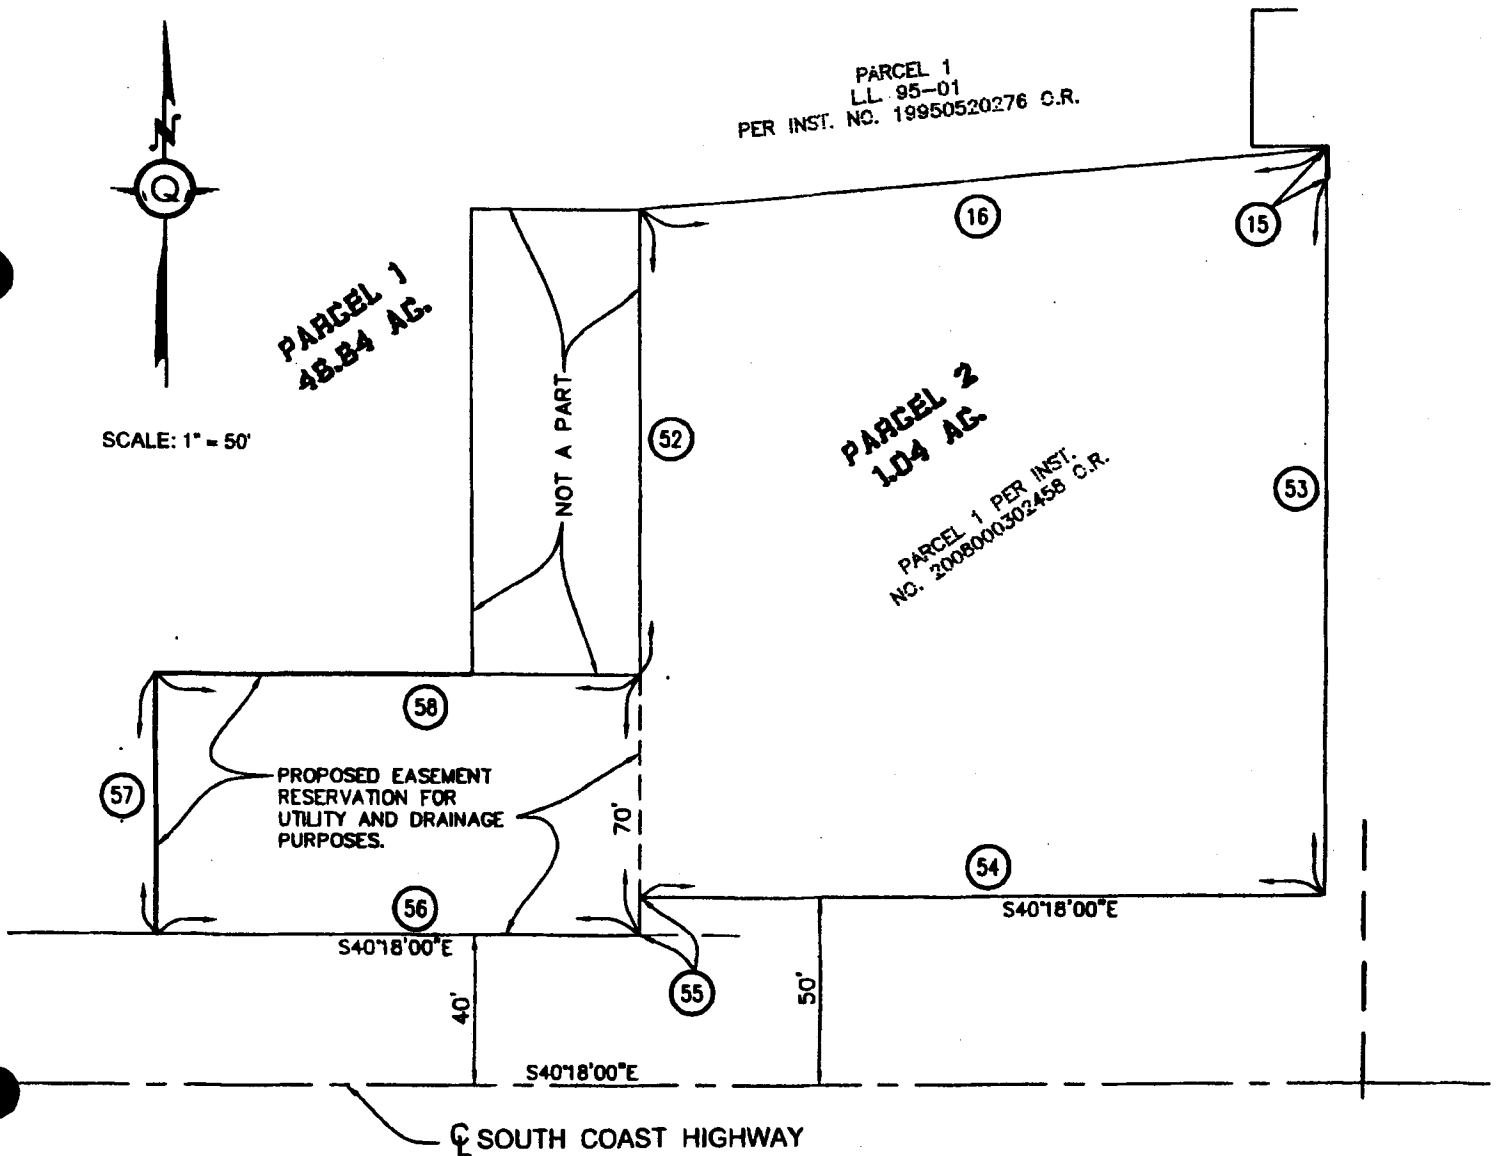 PARCEL 1
L.L. 95-01
PER INST. NO. 19950520276 O.R.
N
Q
16
15
PARCEL 1
48.84 AC.
SCALE: 1" = 50'
NOT A PART
52
PARCEL 2
1.04 AC.
PARCEL 1 PER INST.
NO. 2008000302458 O.R.
53
58
57
PROPOSED EASEMENT
RESERVATION FOR
UTILITY AND DRAINAGE
PURPOSES.
70'
54
S40°18'00"E
56
S40°18'00"E
55
40'
50'
S40°18'00"E
℄ SOUTH COAST HIGHWAY